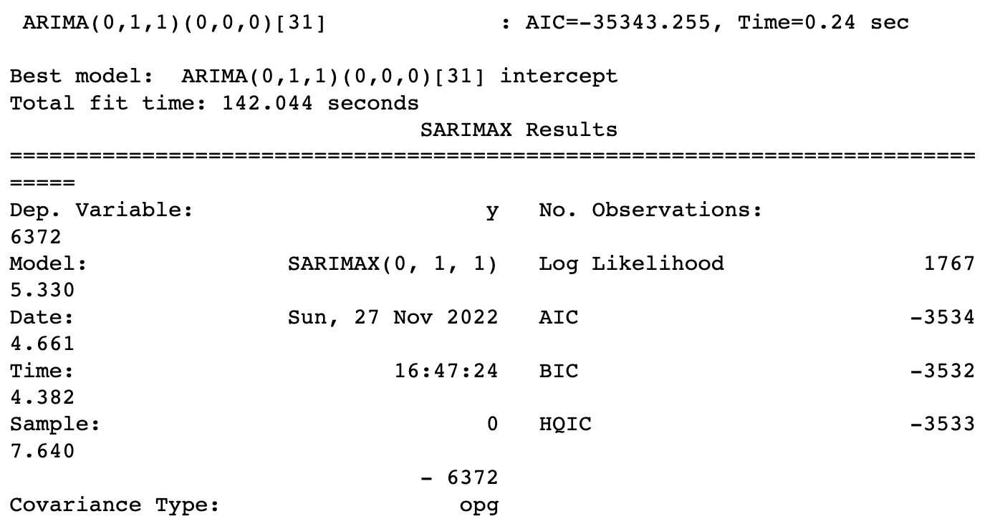 ARIMA(0,1,1)(0,0,0)[31]             : AIC=-35343.255, Time=0.24 sec
Best model:  ARIMA(0,1,1)(0,0,0)[31] intercept
Total fit time: 142.044 seconds
SARIMAX Results
=========================================================================
=====
Dep. Variable:                      y   No. Observations:
6372
Model:               SARIMAX(0, 1, 1)   Log Likelihood               1767
5.330
Date:                Sun, 27 Nov 2022   AIC                         -3534
4.661
Time:                        16:47:24   BIC                         -3532
4.382
Sample:                             0   HQIC                        -3533
7.640
- 6372
Covariance Type:                  opg